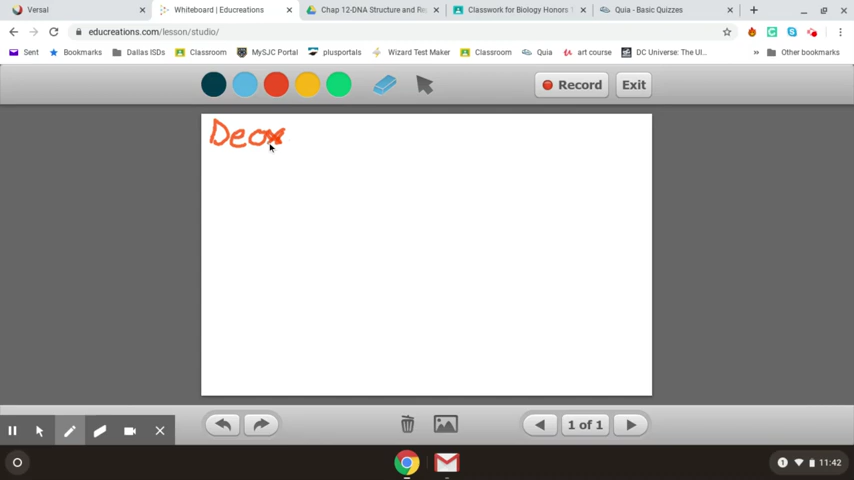 Versal
Whiteboard | Educreations
Chap 12-DNA Structure and Re
Classwork for Biology Honors
Quia - Basic Quizzes
educreations.com/lesson/studio/
Sent
Bookmarks
Dallas ISDs
Classroom
MySJC Portal
plusportals
Wizard Test Maker
Classroom
Quia
art course
DC Universe: The Ul...
»
Other bookmarks
Record
Exit
Deox
1 of 1
1
11:42